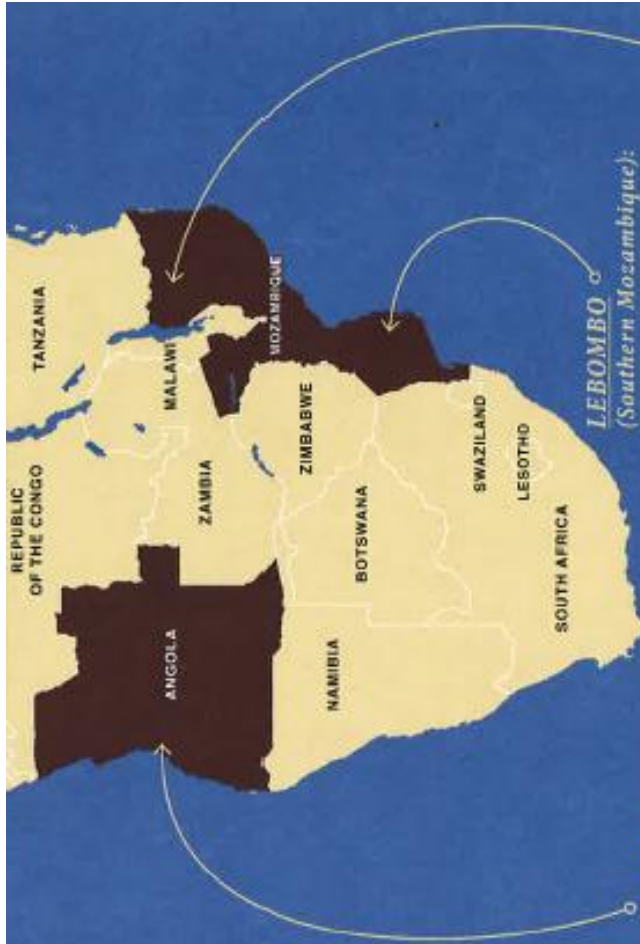 TANZANIA
REPUBLIC
OF THE CONGO
MALAWI
MOZAMBIQUE
ZAMBIA
ANGOLA
ZIMBABWE
BOTSWANA
NAMIBIA
SWAZILAND
LESOTHO
SOUTH AFRICA
LEBOMBO
(Southern Mozambique):